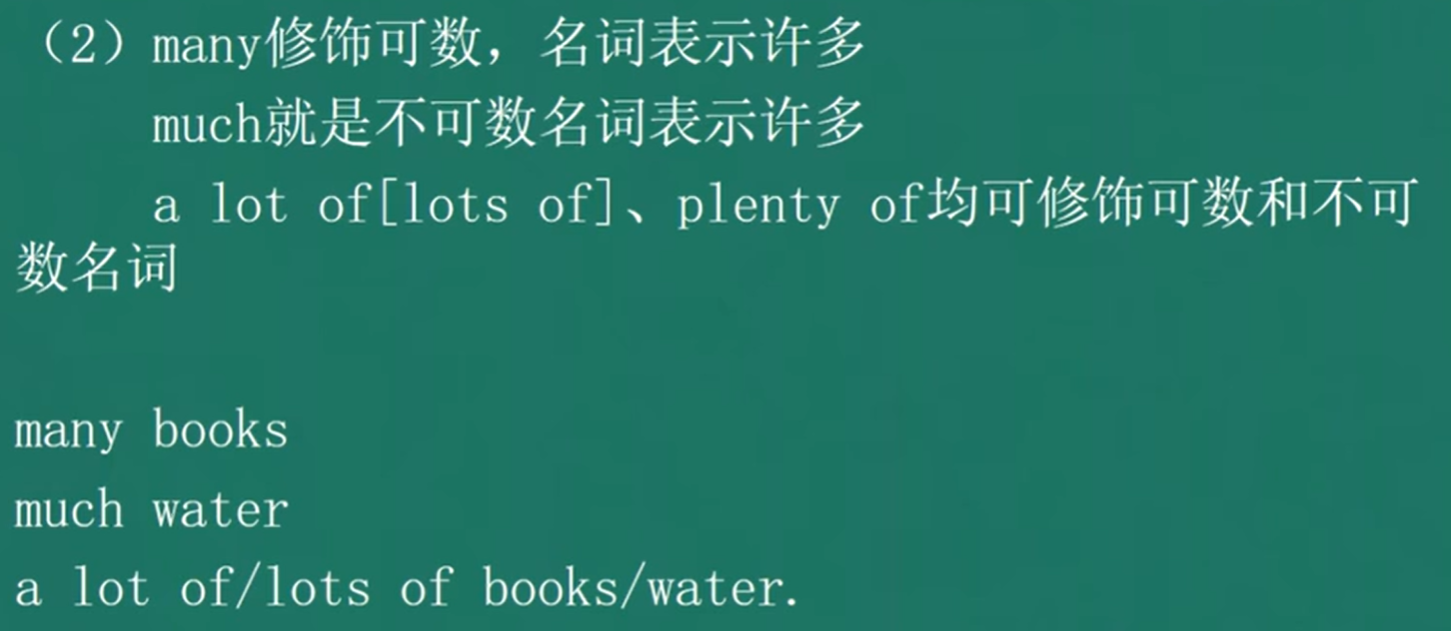 （2）many修饰可数，名词表示许多
much就是不可数名词表示许多
a lot of[lots of]、plenty of均可修饰可数和不可
数名词
many books
much water
a lot of/lots of books/water.